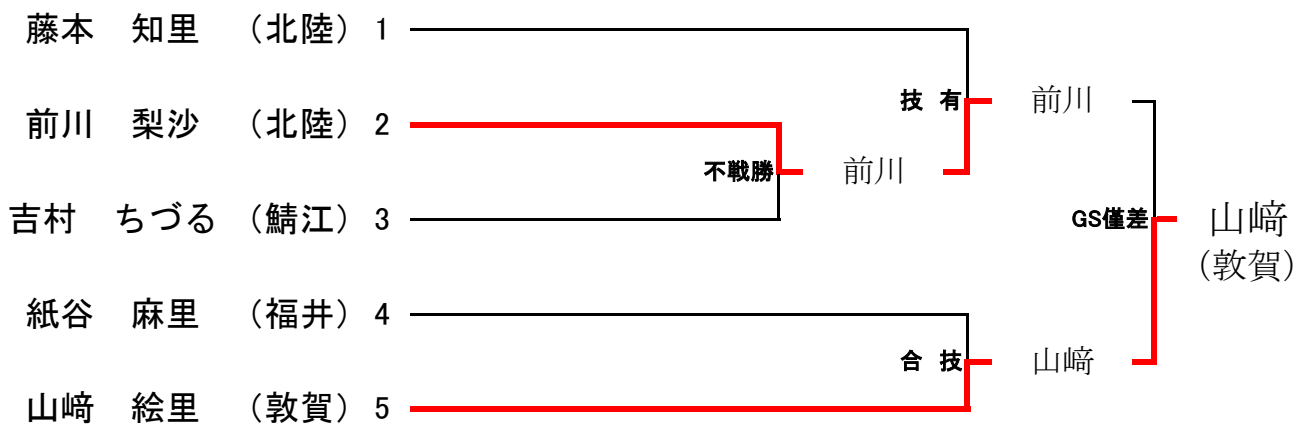 藤本　知里　（北陸） 1
技 有
前川
前川　梨沙　（北陸） 2
不戦勝
前川
吉村　ちづる　（鯖江） 3
GS僅差
山﨑
（敦賀）
紙谷　麻里　（福井） 4
合 技
山﨑
山﨑　絵里　（敦賀） 5